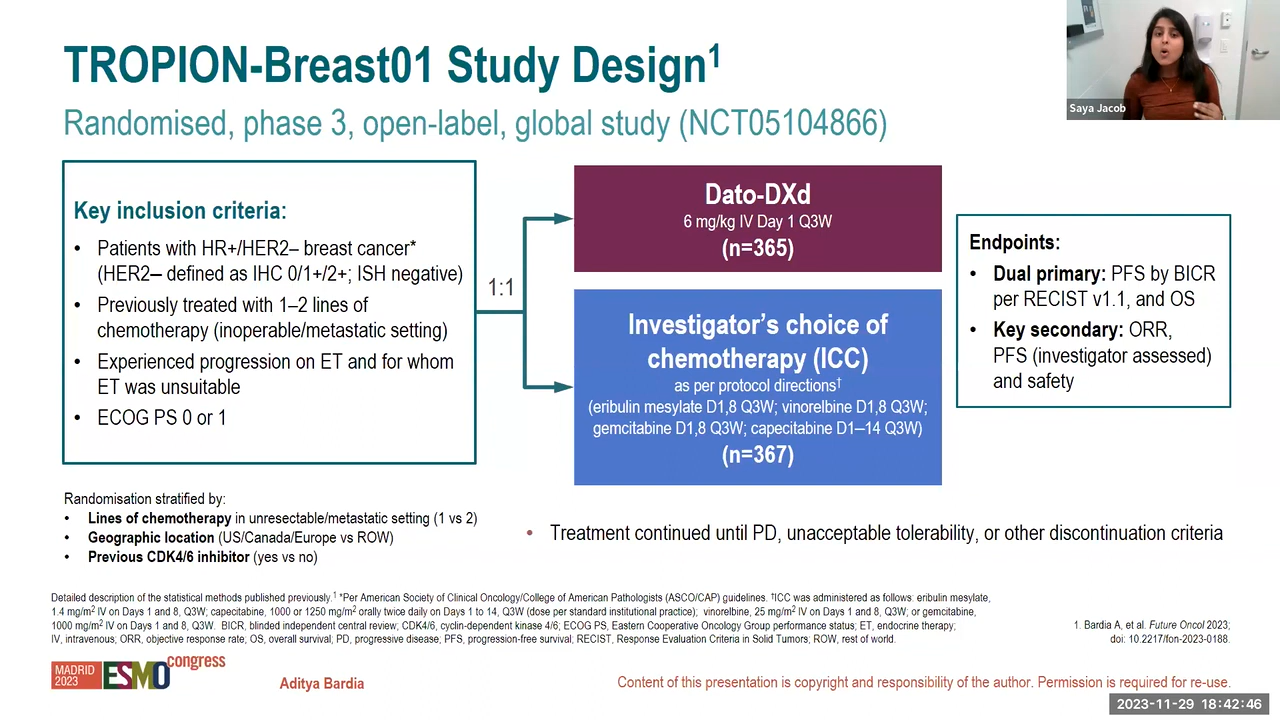 TROPION-Breast01 Study Design1
Randomised, phase 3, open-label, global study (NCT05104866)
Saya Jacob
Key inclusion criteria:
• Patients with HR+/HER2– breast cancer*
(HER2– defined as IHC 0/1+/2+; ISH negative)
• Previously treated with 1–2 lines of
chemotherapy (inoperable/metastatic setting)
• Experienced progression on ET and for whom
ET was unsuitable
• ECOG PS 0 or 1
1:1
Dato-DXd
6 mg/kg IV Day 1 Q3W
(n=365)
Investigator's choice of
chemotherapy (ICC)
as per protocol directions†
(eribulin mesylate D1,8 Q3W; vinorelbine D1,8 Q3W;
gemcitabine D1,8 Q3W; capecitabine D1–14 Q3W)
(n=367)
Endpoints:
• Dual primary: PFS by BICR
per RECIST v1.1, and OS
• Key secondary: ORR,
PFS (investigator assessed)
and safety
Randomisation stratified by:
• Lines of chemotherapy in unresectable/metastatic setting (1 vs 2)
• Geographic location (US/Canada/Europe vs ROW)
• Previous CDK4/6 inhibitor (yes vs no)
• Treatment continued until PD, unacceptable tolerability, or other discontinuation criteria
Detailed description of the statistical methods published previously.1 *Per American Society of Clinical Oncology/College of American Pathologists (ASCO/CAP) guidelines. †ICC was administered as follows: eribulin mesylate,
1.4 mg/m2 IV on Days 1 and 8, Q3W; capecitabine, 1000 or 1250 mg/m2 orally twice daily on Days 1 to 14, Q3W (dose per standard institutional practice); vinorelbine, 25 mg/m2 IV on Days 1 and 8, Q3W; or gemcitabine,
1000 mg/m2 IV on Days 1 and 8, Q3W. BICR, blinded independent central review; CDK4/6, cyclin-dependent kinase 4/6; ECOG PS, Eastern Cooperative Oncology Group performance status; ET, endocrine therapy;
IV, intravenous; ORR, objective response rate; OS, overall survival; PD, progressive disease; PFS, progression-free survival; RECIST, Response Evaluation Criteria in Solid Tumors; ROW, rest of world.
1. Bardia A, et al. Future Oncol 2023;
doi: 10.2217/fon-2023-0188.
MADRID
2023
ESMO congress
Aditya Bardia
Content of this presentation is copyright and responsibility of the author. Permission is required for re-use.
2023-11-29 18:42:46